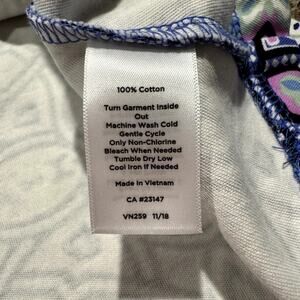 100% Cotton
Turn Garment Inside
Out
Machine Wash Cold
Gentle Cycle
Only Non-Chlorine
Bleach When Needed
Tumble Dry Low
Cool Iron If Needed
Made in Vietnam
CA #23147
VN259 11/18